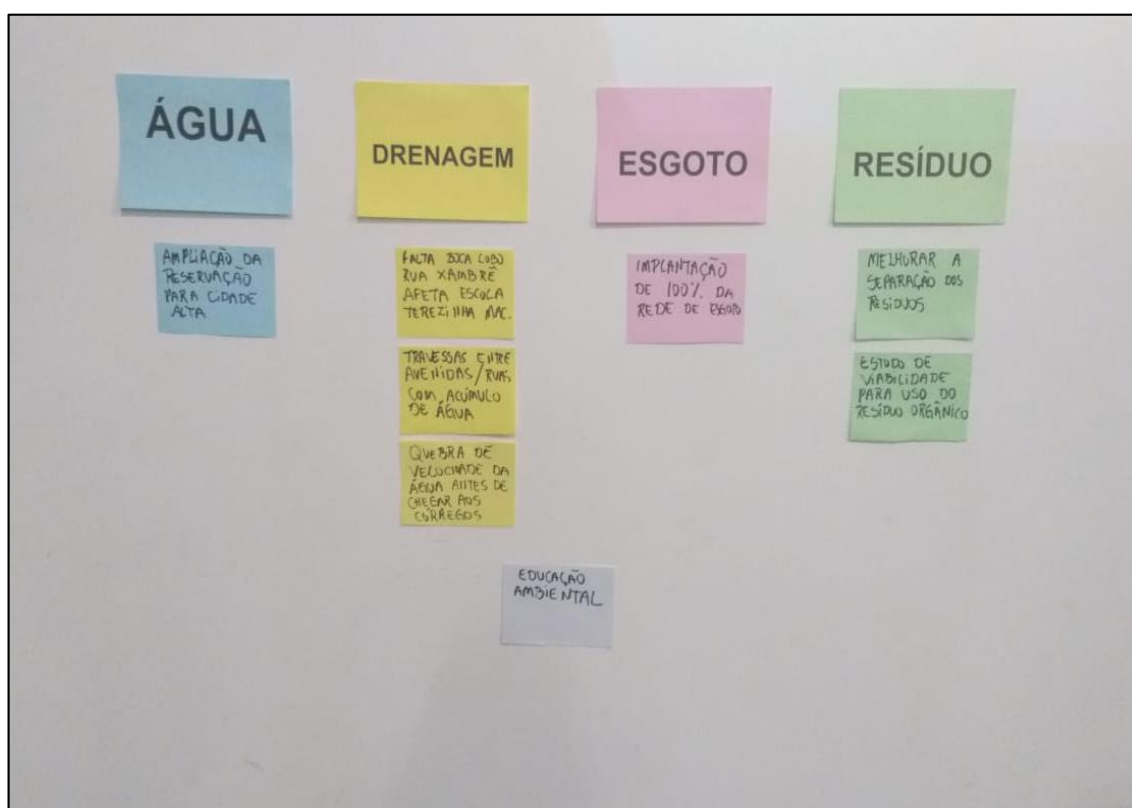 ÁGUA
AMPLIAÇÃO DA
RESERVAÇÃO
PARA CIDADE
ALTA
DRENAGEM
FALTA BOCA LOBO
RUA XAMBRÊ
AFETA ESCOLA
TEREZINHA
TRAVESSAS ENTRE
AVENIDAS/RUAS
COM ACÚMULO
DE ÁGUA
QUEBRA DE
VELOCIDADE DA
ÁGUA ANTES DE
CHEGAR AOS
CÓRREGOS
ESGOTO
IMPLANTAÇÃO
DE 100% DA
REDE DE ESGOTO
RESÍDUO
MELHORAR A
SEPARAÇÃO DOS
RESÍDUOS
ESTUDO DE
VIABILIDADE
PARA USO DO
RESÍDUO ORGÂNICO
EDUCAÇÃO
AMBIENTAL